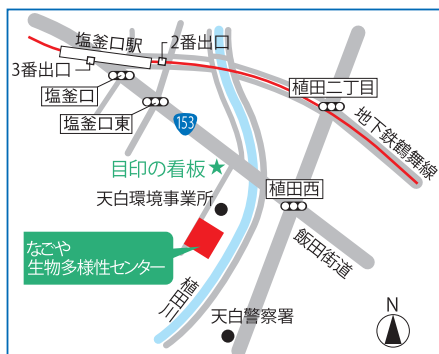 塩釜口駅
2番出口
3番出口
塩釜口
塩釜口東
植田二丁目
地下鉄鶴舞線
153
目印の看板
植田西
天白環境事業所
なごや
生物多様性センター
飯田街道
植田川
天白警察署
N